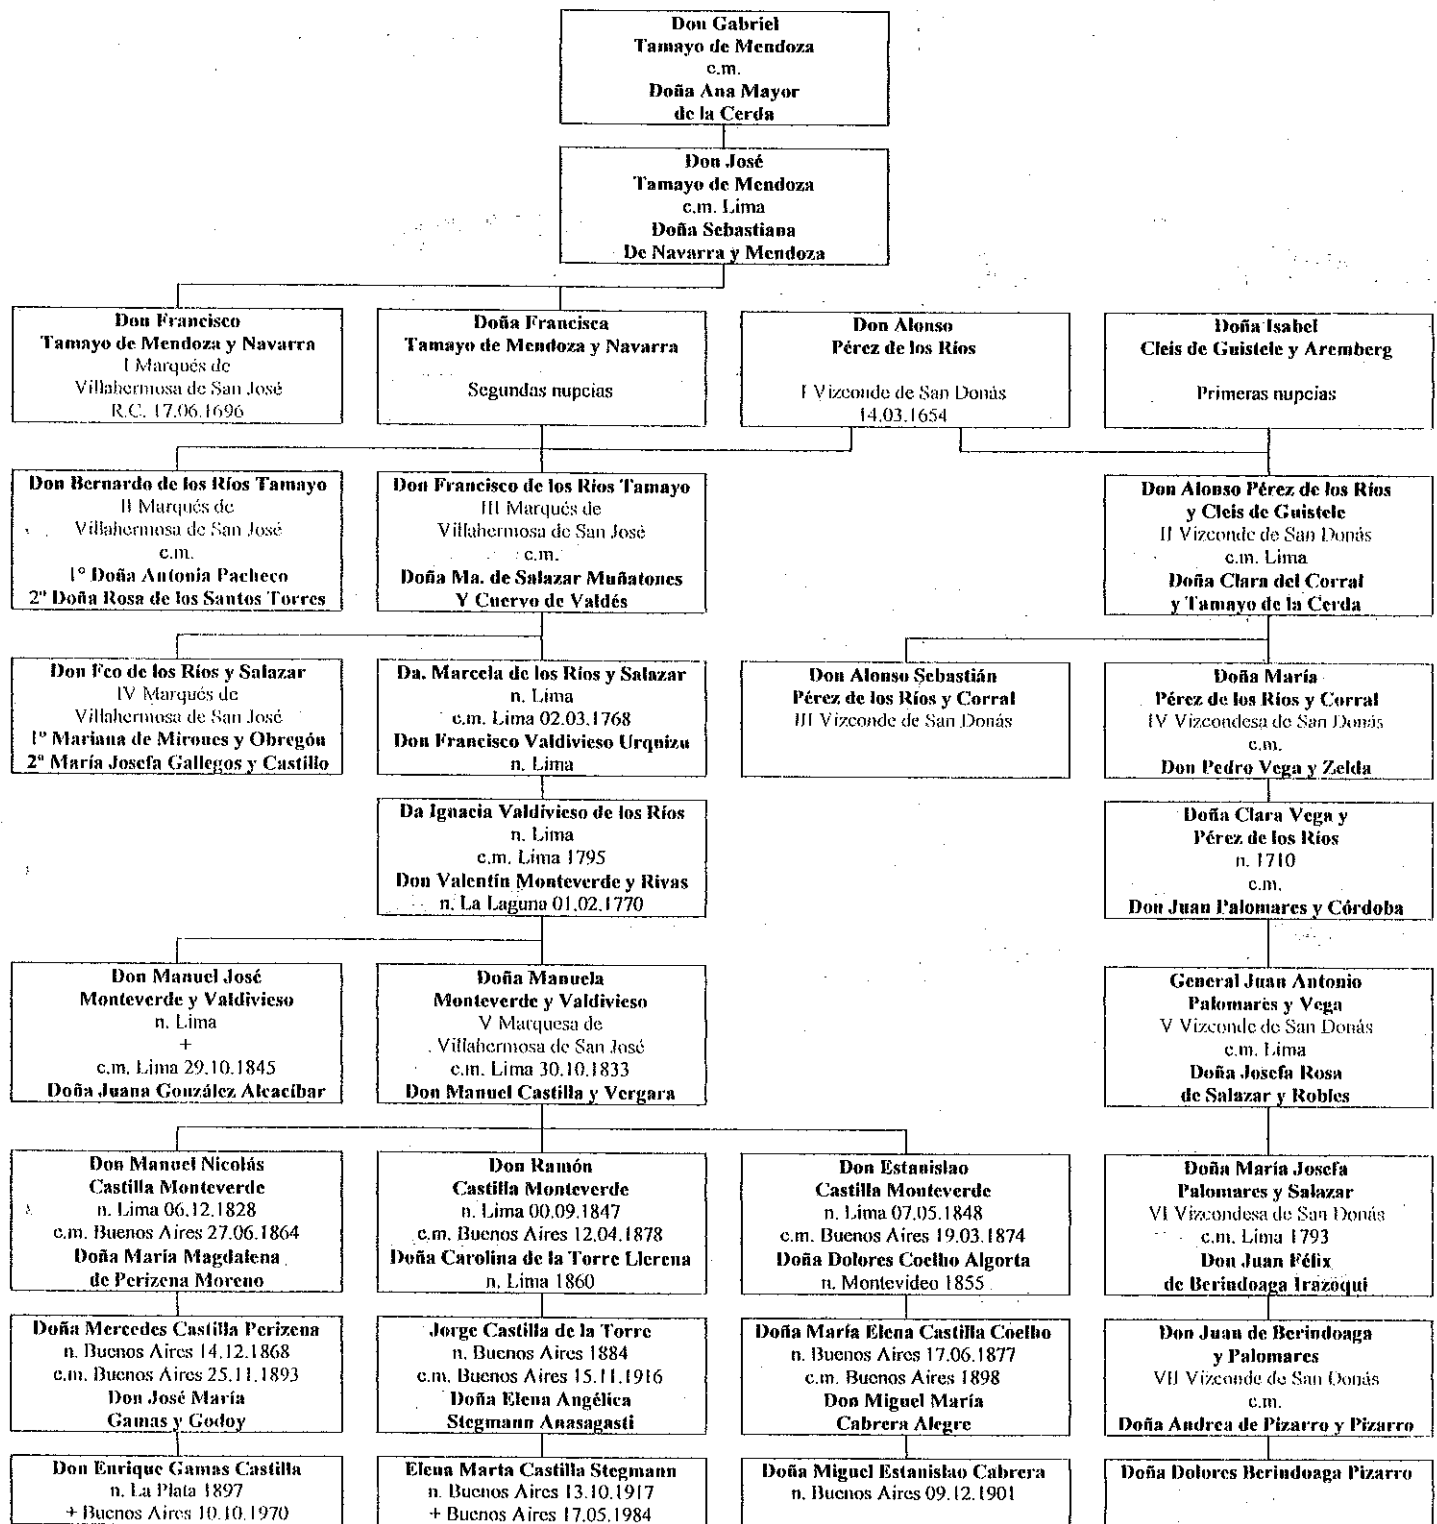 Don Gabriel
Tamayo de Mendoza
c.m.
Doña Ana Mayor
de la Cerda
Don José
Tamayo de Mendoza
c.m. Lima
Doña Sebastiana
De Navarra y Mendoza
Don Francisco
Tamayo de Mendoza y Navarra
I Marqués de
Villahermosa de San José
R.C. 17.06.1696
Doña Francisca
Tamayo de Mendoza y Navarra
Segundas nupcias
Don Alonso
Pérez de los Ríos
I Vizconde de San Donás
14.03.1654
Doña Isabel
Cleis de Guistele y Aremberg
Primeras nupcias
Don Bernardo de los Ríos Tamayo
II Marqués de
Villahermosa de San José
c.m.
1º Doña Antonia Pacheco
2º Doña Rosa de los Santos Torres
Don Francisco de los Ríos Tamayo
III Marqués de
Villahermosa de San José
c.m.
Doña Ma. de Salazar Muñatones
Y Cuervo de Valdés
Don Alonso Pérez de los Ríos
y Cleis de Guistele
II Vizconde de San Donás
c.m. Lima
Doña Clara del Corral
y Tamayo de la Cerda
Don Fco de los Ríos y Salazar
IV Marqués de
Villahermosa de San José
1º Mariana de Mirones y Obregón
2º María Josefa Gallegos y Castillo
Da. Marcela de los Ríos y Salazar
n. Lima
c.m. Lima 02.03.1768
Don Francisco Valdivieso Urquizu
n. Lima
Don Alonso Sebastián
Pérez de los Ríos y Corral
III Vizconde de San Donás
Doña María
Pérez de los Ríos y Corral
IV Vizcondesa de San Donás
c.m.
Don Pedro Vega y Zelda
Da Ignacia Valdivieso de los Ríos
n. Lima
c.m. Lima 1795
Don Valentín Monteverde y Rivas
n. La Laguna 01.02.1770
Doña Clara Vega y
Pérez de los Ríos
n. 1710
c.m.
Don Juan Palomares y Córdoba
Don Manuel José
Monteverde y Valdivieso
n. Lima
+
c.m. Lima 29.10.1845
Doña Juana González Alcacíbar
Doña Manuela
Monteverde y Valdivieso
V Marquesa de
Villahermosa de San José
c.m. Lima 30.10.1833
Don Manuel Castilla y Vergara
General Juan Antonio
Palomares y Vega
V Vizconde de San Donás
c.m. Lima
Doña Josefa Rosa
de Salazar y Robles
Don Manuel Nicolás
Castilla Monteverde
n. Lima 06.12.1828
c.m. Buenos Aires 27.06.1864
Doña María Magdalena
de Perizena Moreno
Don Ramón
Castilla Monteverde
n. Lima 00.09.1847
c.m. Buenos Aires 12.04.1878
Doña Carolina de la Torre Llerena
n. Lima 1860
Don Estanislao
Castilla Monteverde
n. Lima 07.05.1848
c.m. Buenos Aires 19.03.1874
Doña Dolores Coelho Algorta
n. Montevideo 1855
Doña María Josefa
Palomares y Salazar
VI Vizcondesa de San Donás
c.m. Lima 1793
Don Juan Félix
de Berindoaga Irazoqui
Doña Mercedes Castilla Perizena
n. Buenos Aires 14.12.1868
c.m. Buenos Aires 25.11.1893
Don José María
Gamas y Godoy
Jorge Castilla de la Torre
n. Buenos Aires 1884
c.m. Buenos Aires 15.11.1916
Doña Elena Angélica
Stegmann Anasagasti
Doña María Elena Castilla Coelho
n. Buenos Aires 17.06.1877
c.m. Buenos Aires 1898
Don Miguel María
Cabrera Alegre
Don Juan de Berindoaga
y Palomares
VII Vizconde de San Donás
c.m.
Doña Andrea de Pizarro y Pizarro
Don Enrique Gamas Castilla
n. La Plata 1897
+ Buenos Aires 10.10.1970
Elena Marta Castilla Stegmann
n. Buenos Aires 13.10.1917
+ Buenos Aires 17.05.1984
Doña Miguel Estanislao Cabrera
n. Buenos Aires 09.12.1901
Doña Dolores Berindoaga Pizarro